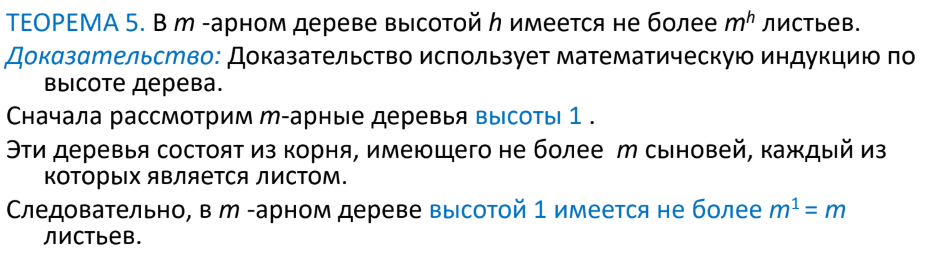 ТЕОРЕМА 5. В m -арном дереве высотой h имеется не более mʰ листьев.
Доказательство: Доказательство использует математическую индукцию по
высоте дерева.
Сначала рассмотрим m-арные деревья высоты 1 .
Эти деревья состоят из корня, имеющего не более m сыновей, каждый из
которых является листом.
Следовательно, в m -арном дереве высотой 1 имеется не более m¹ = m
листьев.